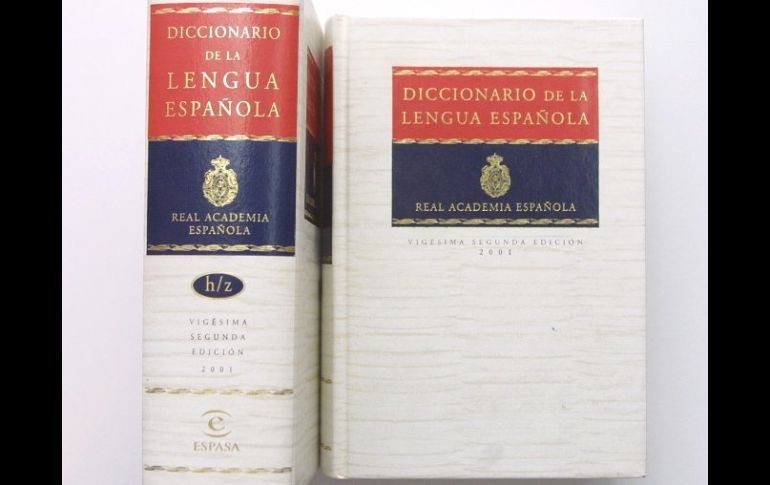 DICCIONARIO
DE LA
LENGUA
ESPAÑOLA
REAL ACADEMIA
ESPAÑOLA
h/z
VIGÉSIMA
SEGUNDA
EDICIÓN
2001
e
ESPASA
DICCIONARIO DE LA
LENGUA ESPAÑOLA
REAL ACADEMIA ESPAÑOLA
VIGÉSIMA SEGUNDA EDICIÓN
2001